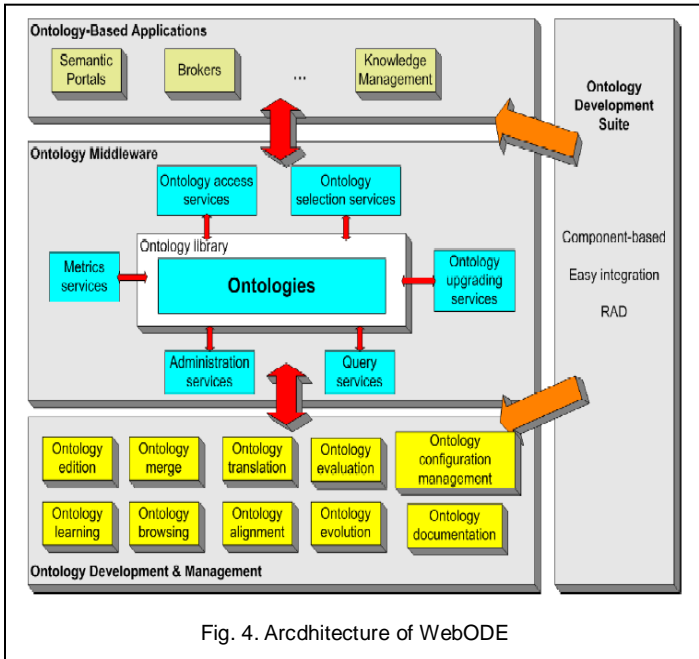 Ontology-Based Applications
Semantic
Portals
Brokers
...
Knowledge
Management
Ontology
Development
Suite
Component-based
Easy integration
RAD
Ontology Middleware
Ontology access
services
Ontology
selection services
Ontology library
Metrics
services
Ontologies
Ontology
upgrading
services
Administration
services
Query
services
Ontology
edition
Ontology
merge
Ontology
translation
Ontology
evaluation
Ontology
configuration
management
Ontology
learning
Ontology
browsing
Ontology
alignment
Ontology
evolution
Ontology
documentation
Ontology Development & Management
Fig. 4. Arcdhitecture of WebODE